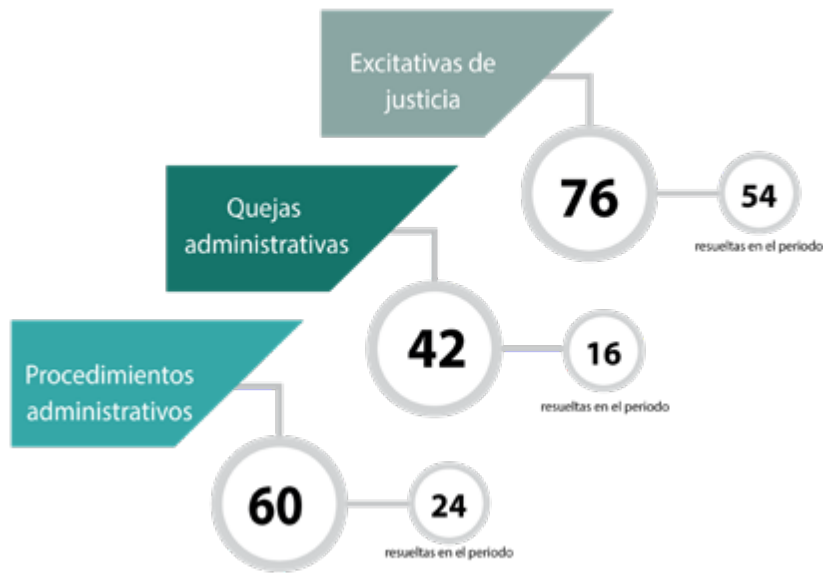 Excitativas de
justicia
76
54
resueltas en el periodo
Quejas
administrativas
42
16
resueltas en el periodo
Procedimientos
administrativos
60
24
resueltas en el periodo